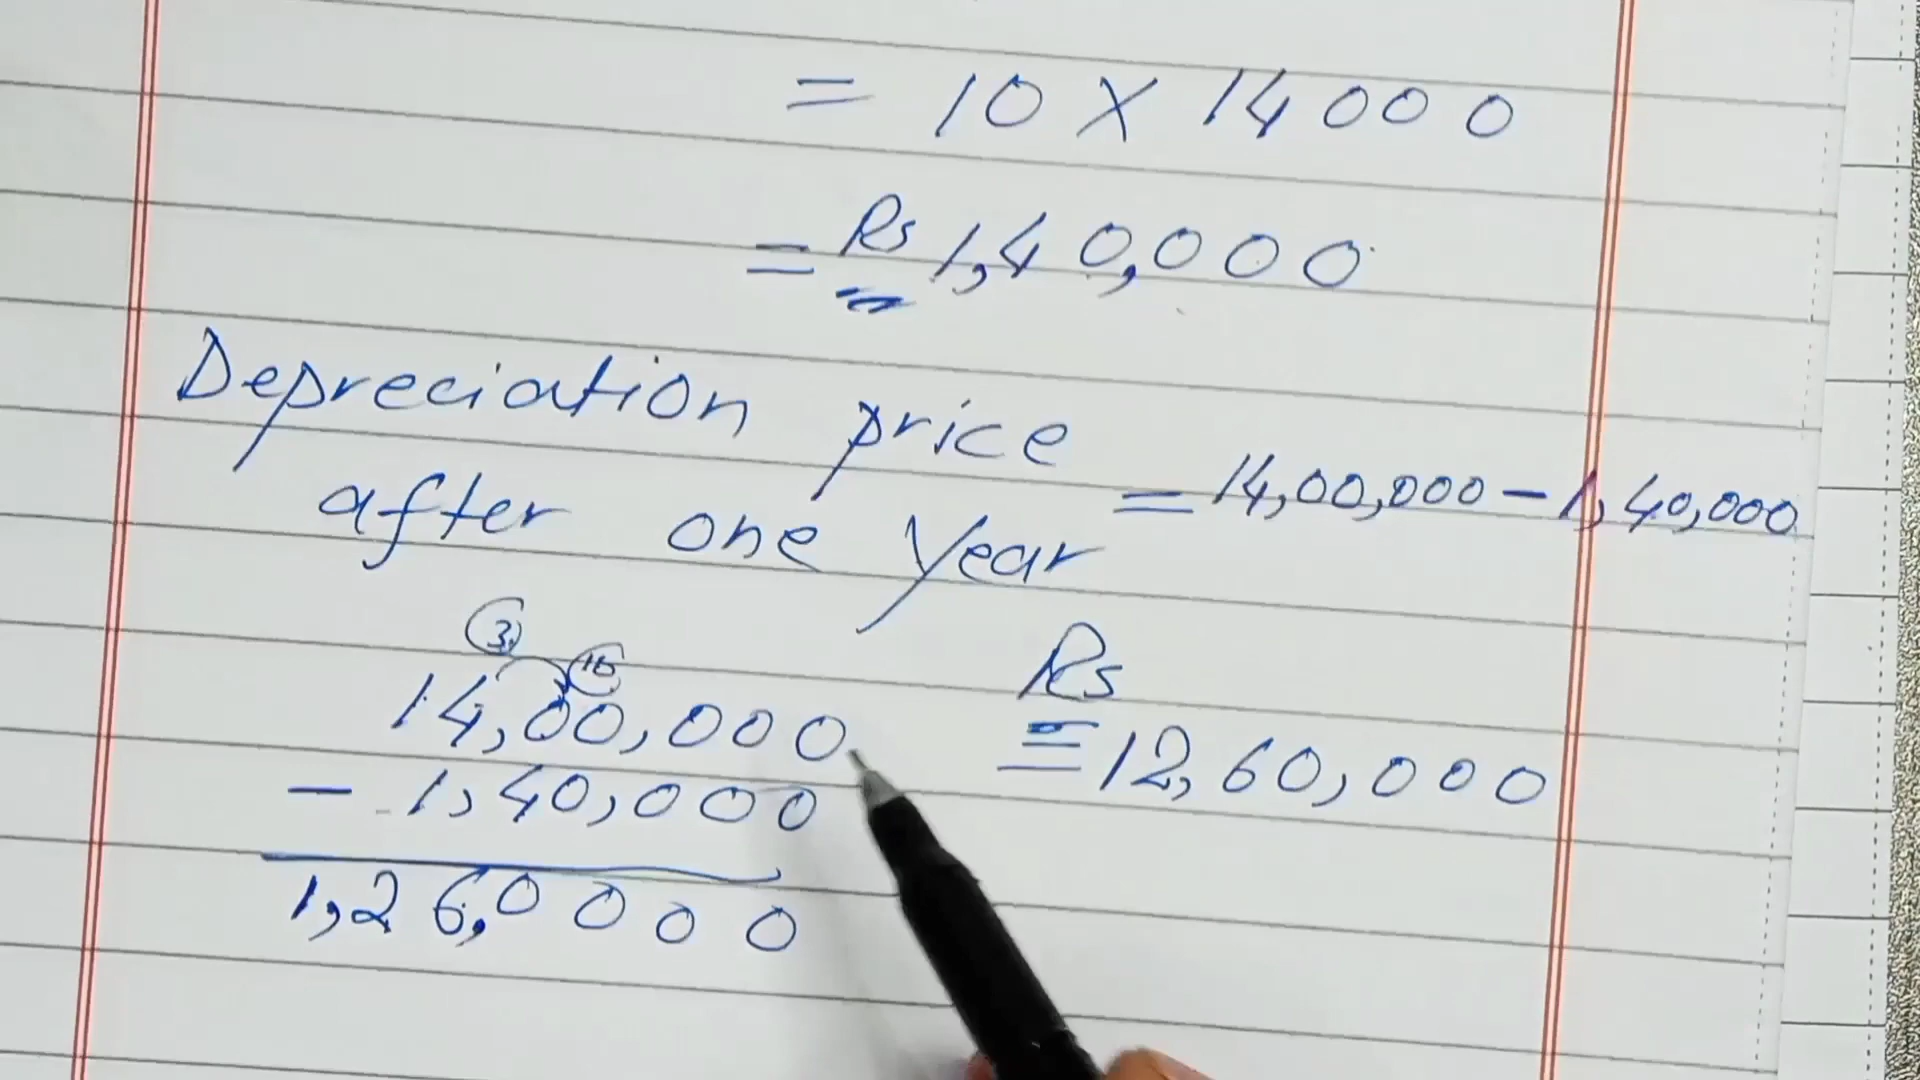 = 10 X 14000
= Rs 1,40,000
Depreciation price
after one year = 14,00,000 - 1,40,000
3 10
14,00,000
- 1,40,000
1,26,0000
Rs
= 12,60,000